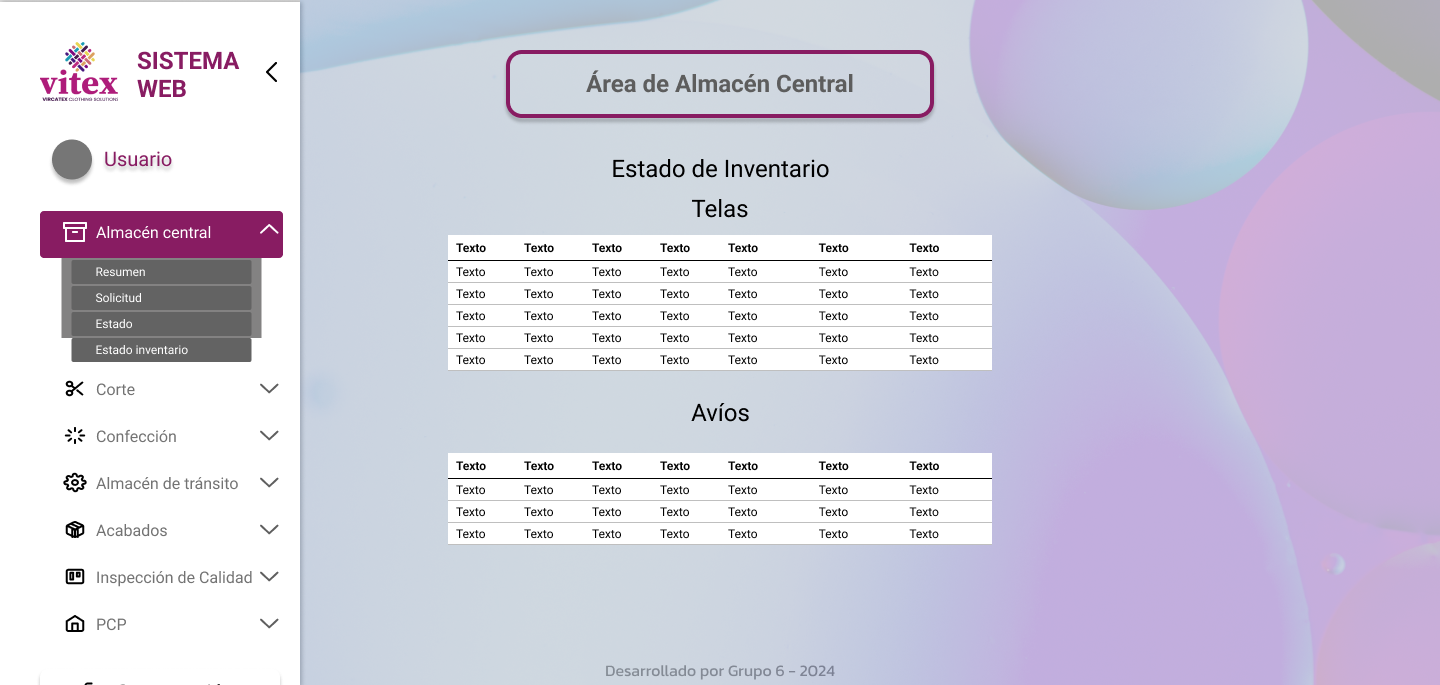 vitex
VIRCATEX CLOTHING SOLUTIONS
SISTEMA
WEB
Usuario
Almacén central
Resumen
Solicitud
Estado
Estado inventario
Corte
Confección
Almacén de tránsito
Acabados
Inspección de Calidad
PCP
Área de Almacén Central
Estado de Inventario
Telas
Texto Texto Texto Texto Texto Texto Texto
Texto Texto Texto Texto Texto Texto Texto
Texto Texto Texto Texto Texto Texto Texto
Texto Texto Texto Texto Texto Texto Texto
Texto Texto Texto Texto Texto Texto Texto
Texto Texto Texto Texto Texto Texto Texto
Avíos
Texto Texto Texto Texto Texto Texto Texto
Texto Texto Texto Texto Texto Texto Texto
Texto Texto Texto Texto Texto Texto Texto
Texto Texto Texto Texto Texto Texto Texto
Desarrollado por Grupo 6 - 2024